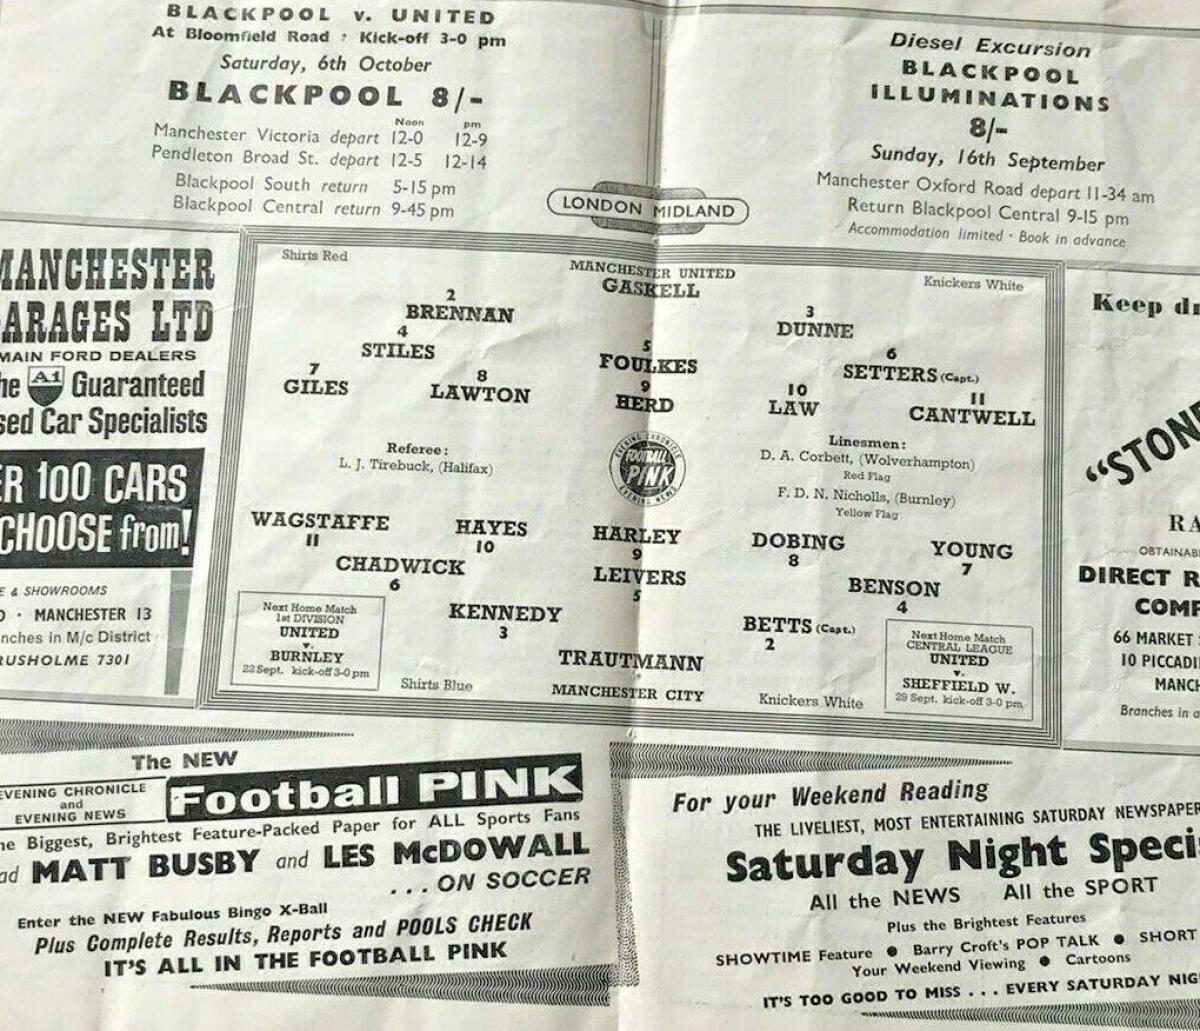 BLACKPOOL v. UNITED
At Bloomfield Road : Kick-off 3-0 pm
Saturday, 6th October
BLACKPOOL 8/-
Noon pm
Manchester Victoria depart 12-0 12-9
Pendleton Broad St. depart 12-5 12-14
Blackpool South return 5-15 pm
Blackpool Central return 9-45 pm
Diesel Excursion
BLACKPOOL
ILLUMINATIONS
8/-
Sunday, 16th September
Manchester Oxford Road depart 11-34 am
Return Blackpool Central 9-15 pm
Accommodation limited · Book in advance
LONDON MIDLAND
MANCHESTER
GARAGES LTD
MAIN FORD DEALERS
The A1 Guaranteed
Used Car Specialists
ER 100 CARS
CHOOSE from!
E & SHOWROOMS
D · MANCHESTER 13
nches in M/c District
RUSHOLME 7301
Shirts Red
MANCHESTER UNITED
Knickers White
GASKELL
2
BRENNAN
3
DUNNE
4
STILES
5
FOULKES
6
SETTERS (Capt.)
7
GILES
8
LAWTON
9
HERD
10
LAW
11
CANTWELL
Referee:
L. J. Tirebuck, (Halifax)
EVENING CHRONICLE
FOOTBALL
PINK
EVENING NEWS
Linesmen:
D. A. Corbett, (Wolverhampton)
Red Flag
F. D. N. Nicholls, (Burnley)
Yellow Flag
WAGSTAFFE
11
HAYES
10
HARLEY
9
DOBING
8
YOUNG
7
CHADWICK
6
LEIVERS
5
BENSON
4
KENNEDY
3
BETTS (Capt.)
2
TRAUTMANN
Shirts Blue
MANCHESTER CITY
Knickers White
Next Home Match
1st DIVISION
UNITED
v.
BURNLEY
22 Sept. kick-off 3-0 pm
Next Home Match
CENTRAL LEAGUE
UNITED
v.
SHEFFIELD W.
29 Sept. kick-off 3-0 pm
Keep dr
"STONE
RA
OBTAINAB
DIRECT R
COMP
66 MARKET S
10 PICCADI
MANCH
Branches in a
The NEW
EVENING CHRONICLE
and
EVENING NEWS
Football PINK
he Biggest, Brightest Feature-Packed Paper for ALL Sports Fans
ad MATT BUSBY and LES McDOWALL
... ON SOCCER
Enter the NEW Fabulous Bingo X-Ball
Plus Complete Results, Reports and POOLS CHECK
IT'S ALL IN THE FOOTBALL PINK
For your Weekend Reading
THE LIVELIEST, MOST ENTERTAINING SATURDAY NEWSPAPER
Saturday Night Speci
All the NEWS All the SPORT
Plus the Brightest Features
SHOWTIME Feature ● Barry Croft's POP TALK ● SHORT
Your Weekend Viewing ● Cartoons
IT'S TOO GOOD TO MISS ... EVERY SATURDAY NIG